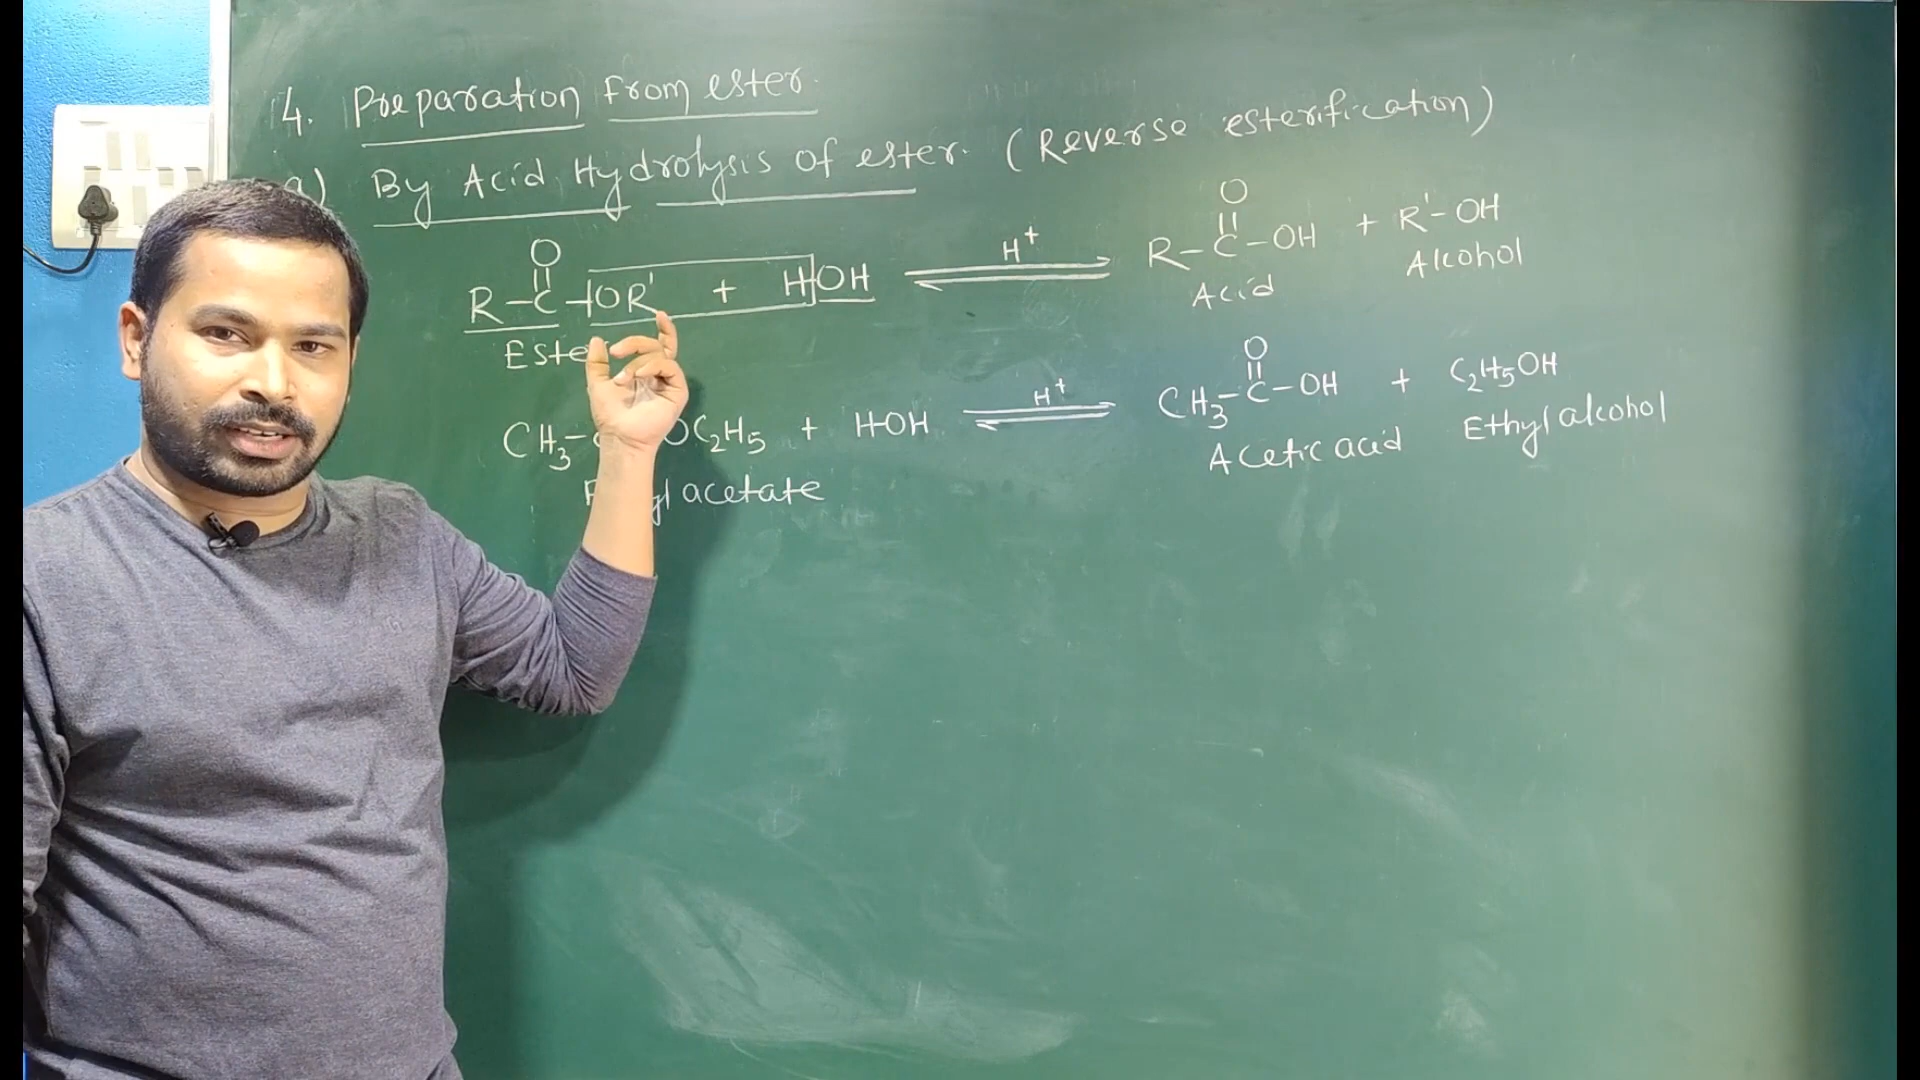 4. Preparation from ester.
a) By Acid Hydrolysis of ester. (Reverse esterification)
O O
R-C-OR' + HOH ⇌ H+ R-C-OH + R'-OH
Ester Acid Alcohol
O
CH3- OC2H5 + HOH ⇌ H+ CH3-C-OH + C2H5OH
acetate Acetic acid Ethyl alcohol